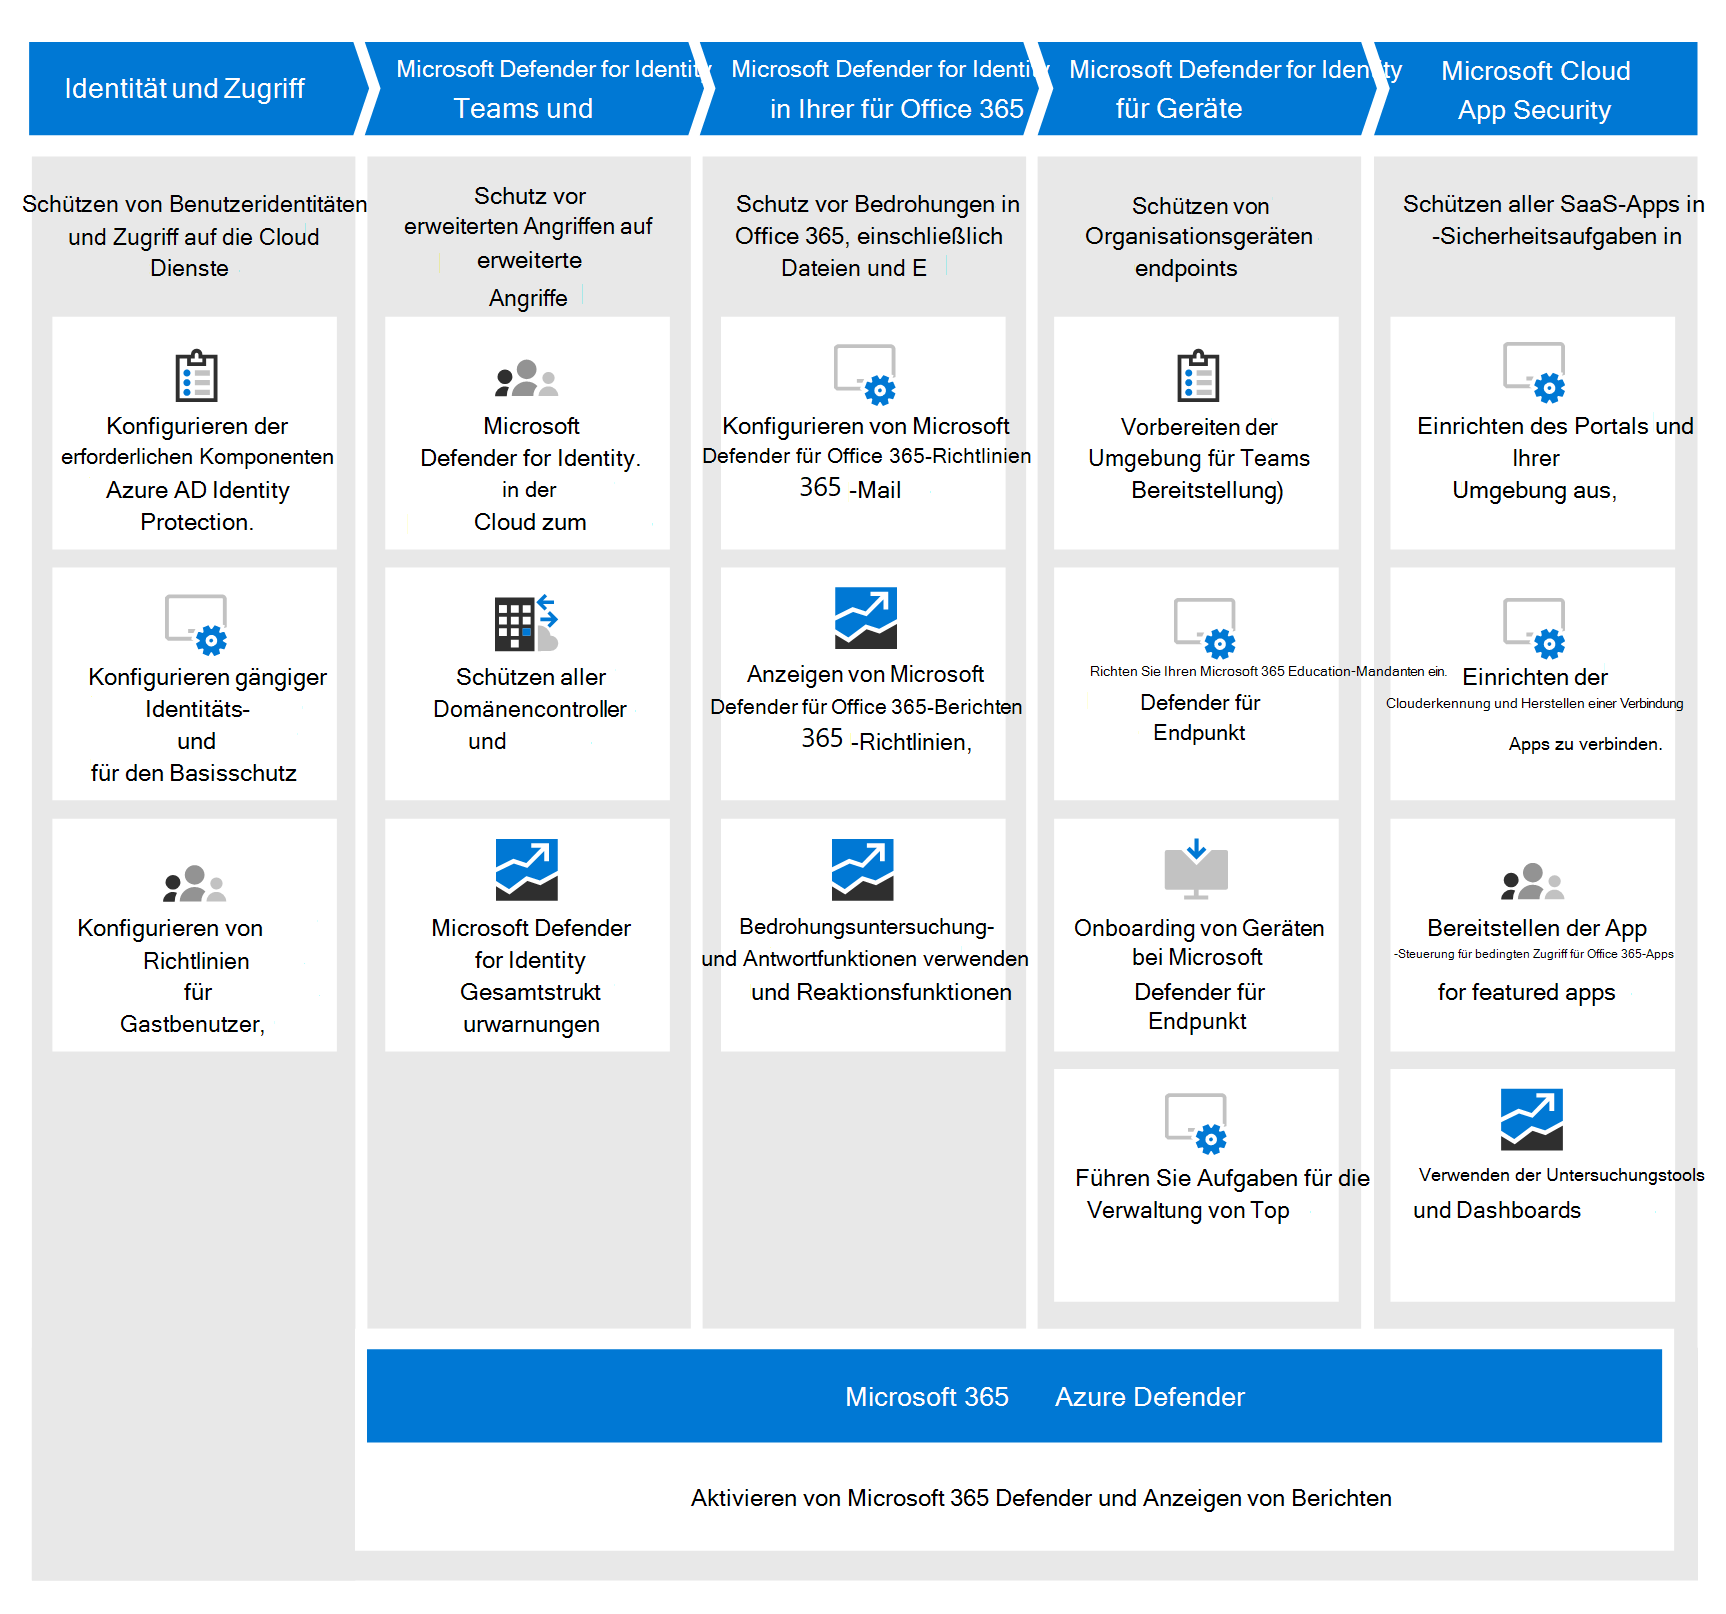 Identität und Zugriff
Microsoft Defender for Identity
Teams und
Microsoft Defender for Identity
in Ihrer für Office 365
Microsoft Defender for Identity
für Geräte
Microsoft Cloud
App Security
Schützen von Benutzeridentitäten
und Zugriff auf die Cloud
Dienste
Konfigurieren der
erforderlichen Komponenten
Azure AD Identity
Protection.
Konfigurieren gängiger
Identitäts-
und
für den Basisschutz
Konfigurieren von
Richtlinien
für
Gastbenutzer,
Schutz vor
erweiterten Angriffen auf
erweiterte
Angriffe
Microsoft
Defender for Identity.
in der
Cloud zum
Schützen aller
Domänencontroller
und
Microsoft Defender
for Identity
Gesamtstrukt
urwarnungen
Schutz vor Bedrohungen in
Office 365, einschließlich
Dateien und E
Konfigurieren von Microsoft
Defender für Office 365-Richtlinien
365 -Mail
Anzeigen von Microsoft
Defender für Office 365-Berichten
365 -Richtlinien,
Bedrohungsuntersuchung-
und Antwortfunktionen verwenden
und Reaktionsfunktionen
Schützen von
Organisationsgeräten
endpoints
Vorbereiten der
Umgebung für Teams
Bereitstellung)
Richten Sie Ihren Microsoft 365 Education-Mandanten ein.
Defender für
Endpunkt
Onboarding von Geräten
bei Microsoft
Defender für
Endpunkt
Führen Sie Aufgaben für die
Verwaltung von Top
Schützen aller SaaS-Apps in
-Sicherheitsaufgaben in
Einrichten des Portals und
Ihrer
Umgebung aus,
Einrichten der
Clouderkennung und Herstellen einer Verbindung
Apps zu verbinden.
Bereitstellen der App
-Steuerung für bedingten Zugriff für Office 365-Apps
for featured apps
Verwenden der Untersuchungstools
und Dashboards
Microsoft 365 Azure Defender
Aktivieren von Microsoft 365 Defender und Anzeigen von Berichten